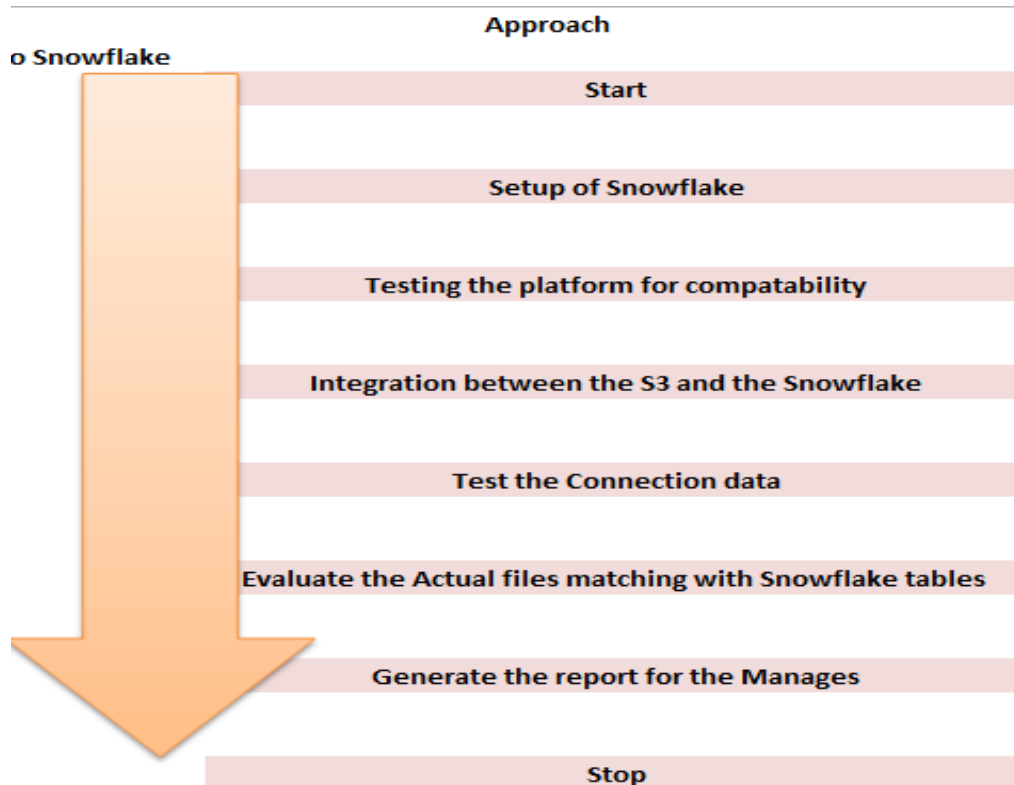 Approach
o Snowflake
Start
Setup of Snowflake
Testing the platform for compatability
Integration between the S3 and the Snowflake
Test the Connection data
Evaluate the Actual files matching with Snowflake tables
Generate the report for the Manages
Stop